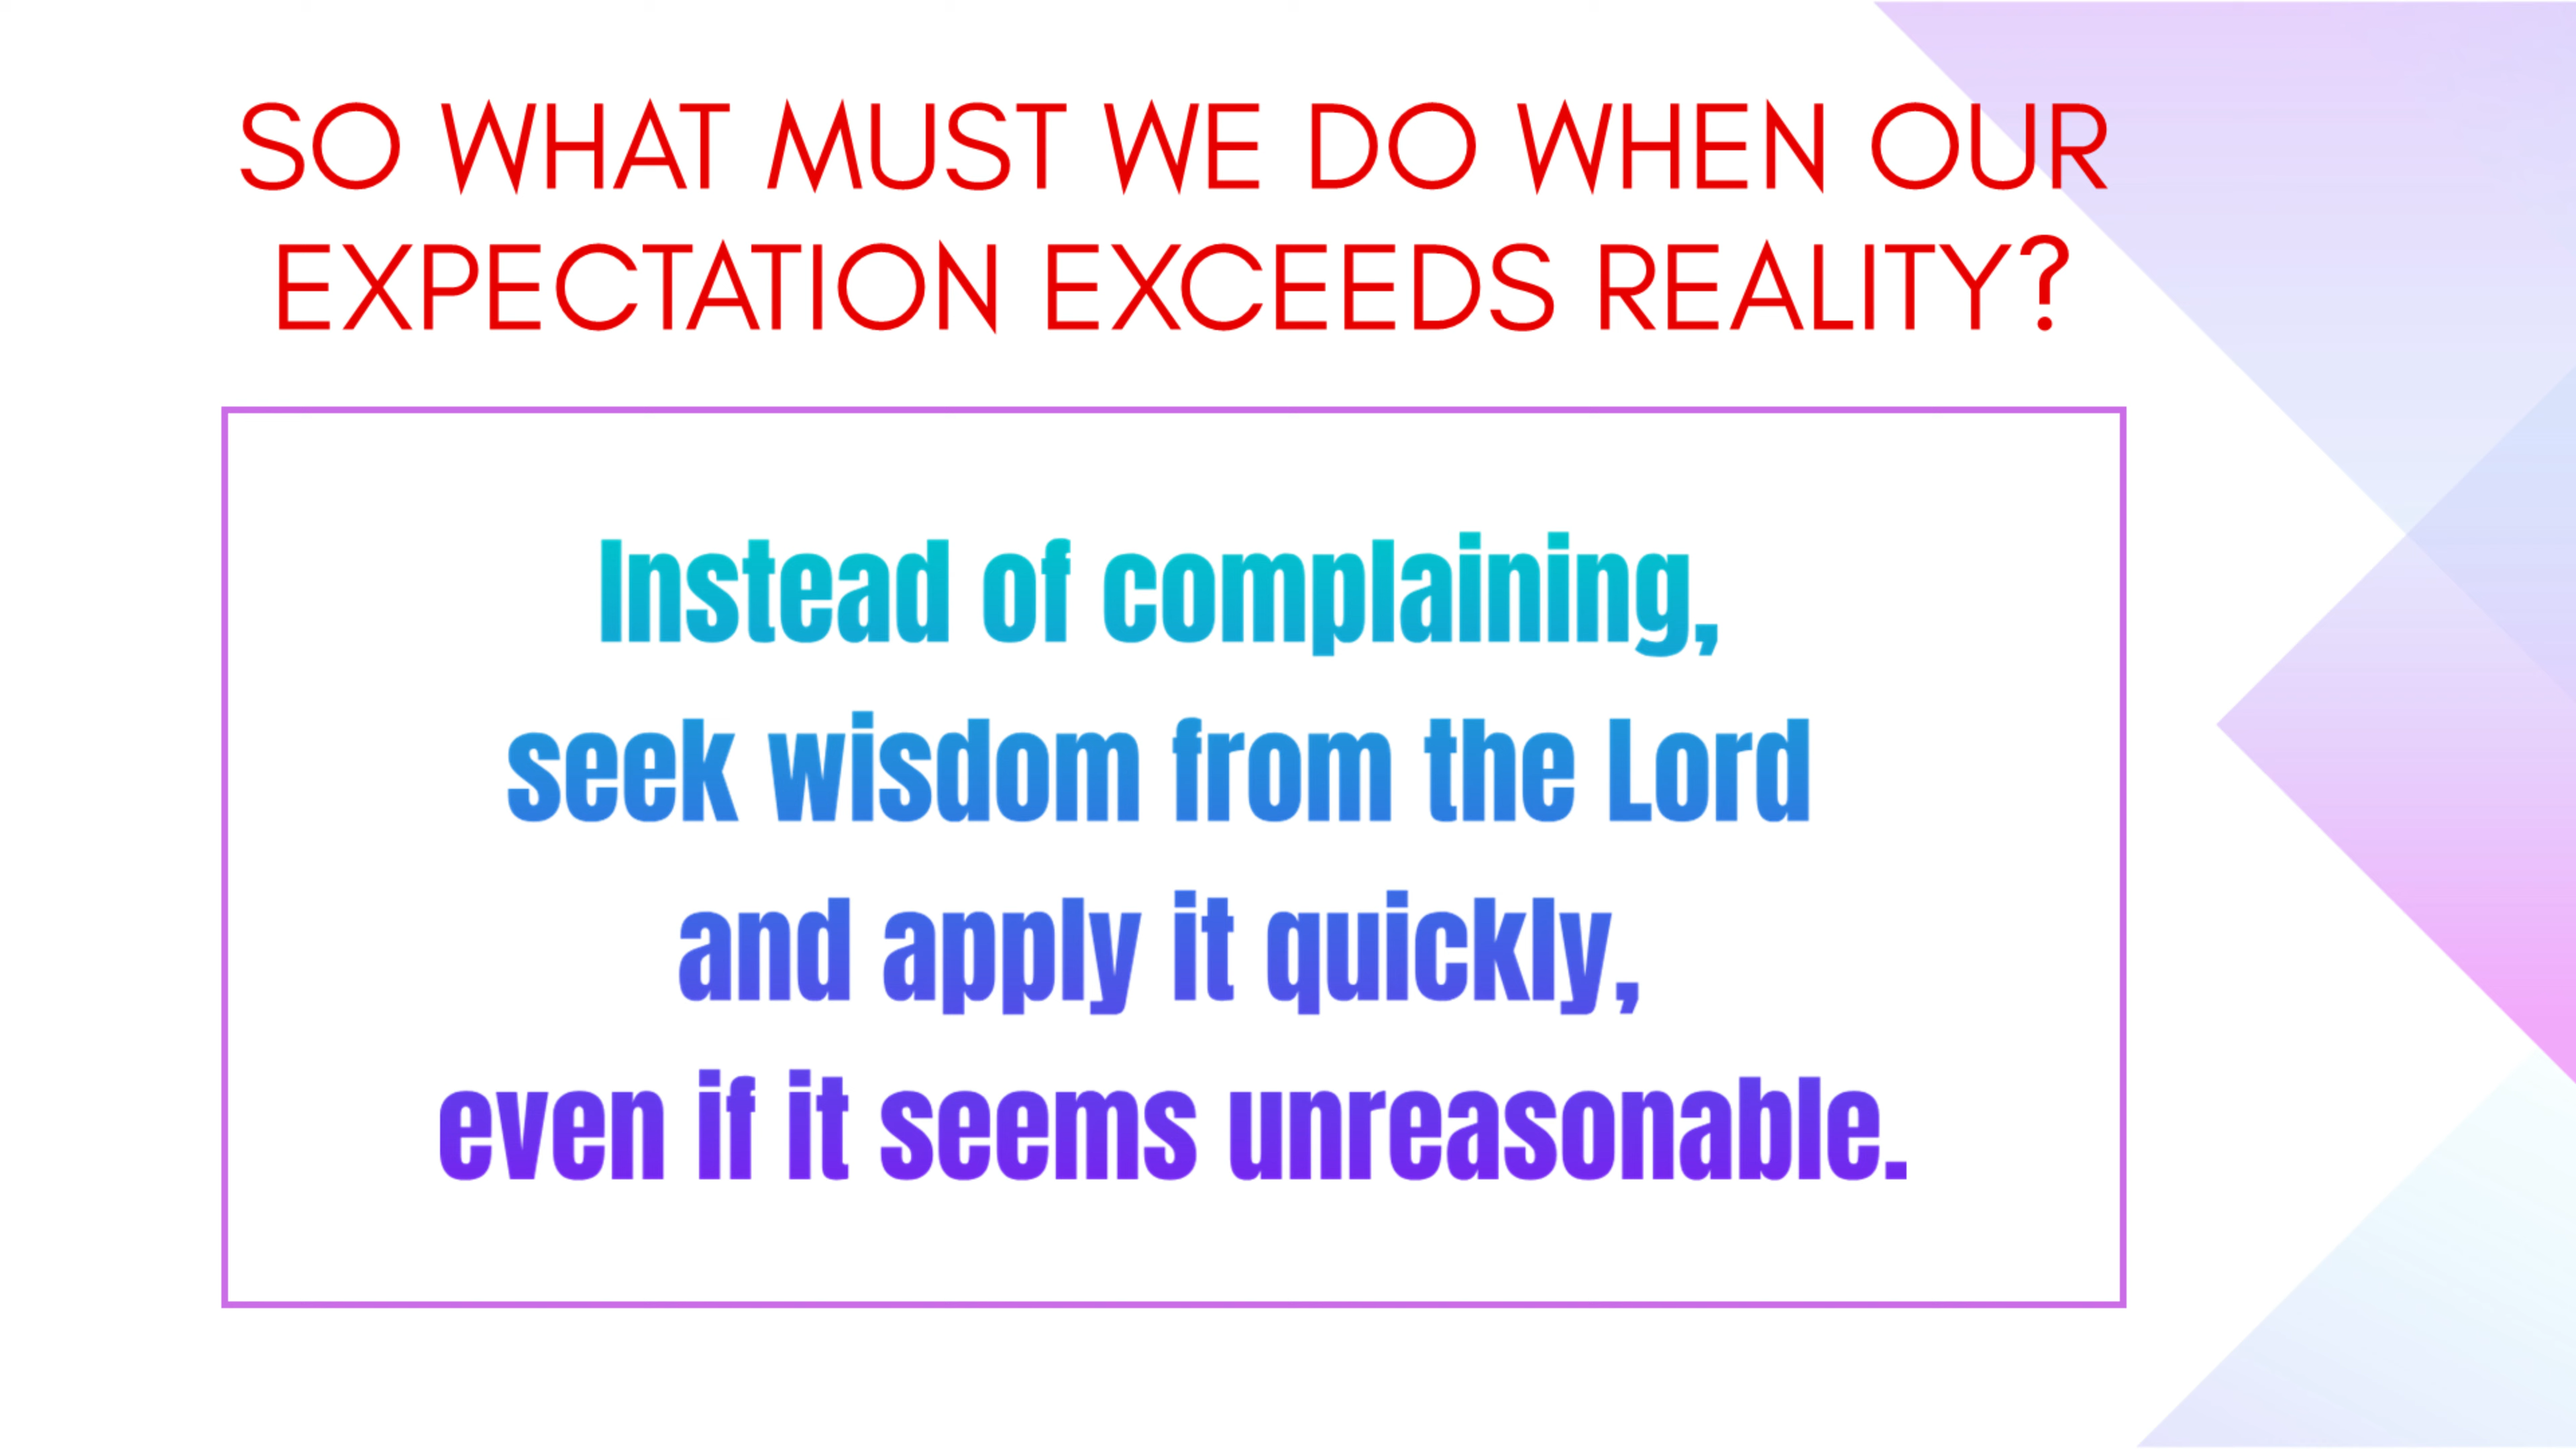 SO WHAT MUST WE DO WHEN OUR
EXPECTATION EXCEEDS REALITY?
Instead of complaining,
seek wisdom from the Lord
and apply it quickly,
even if it seems unreasonable.